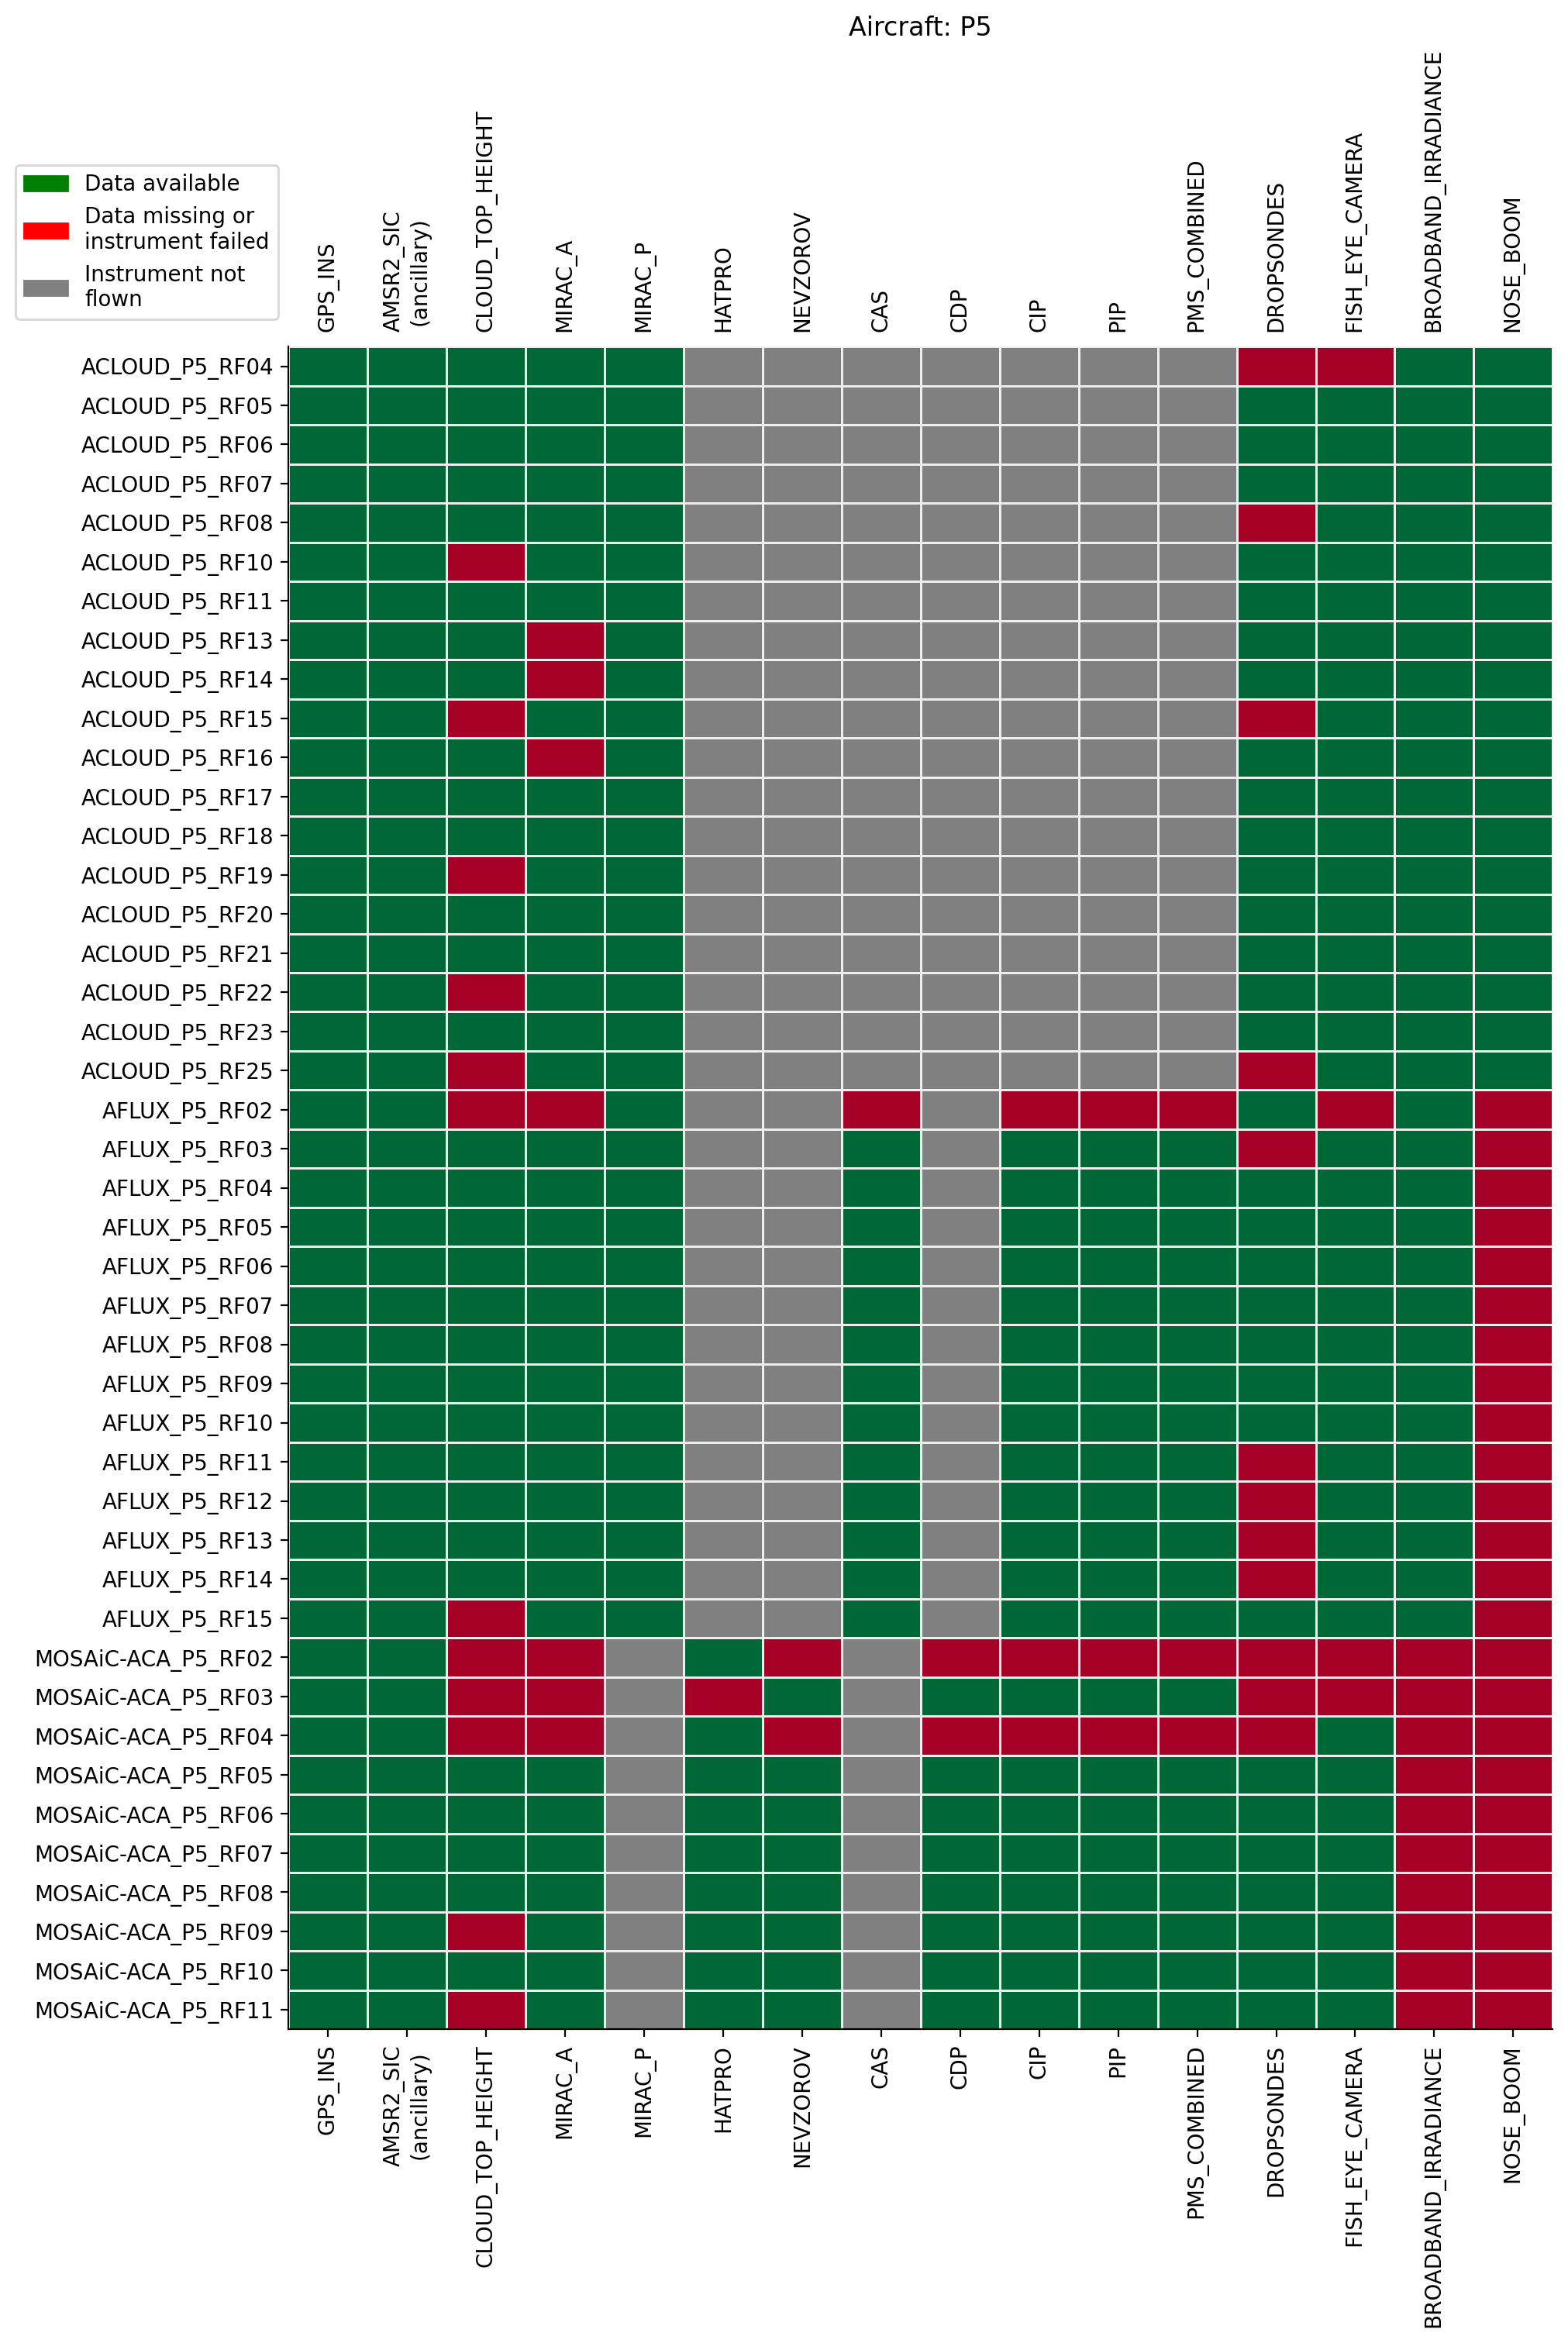 Aircraft: P5
Data available
Data missing or
instrument failed
Instrument not
flown
GPS_INS
AMSR2_SIC
(ancillary)
CLOUD_TOP_HEIGHT
MIRAC_A
MIRAC_P
HATPRO
NEVZOROV
CAS
CDP
CIP
PIP
PMS_COMBINED
DROPSONDES
FISH_EYE_CAMERA
BROADBAND_IRRADIANCE
NOSE_BOOM
ACLOUD_P5_RF04
ACLOUD_P5_RF05
ACLOUD_P5_RF06
ACLOUD_P5_RF07
ACLOUD_P5_RF08
ACLOUD_P5_RF10
ACLOUD_P5_RF11
ACLOUD_P5_RF13
ACLOUD_P5_RF14
ACLOUD_P5_RF15
ACLOUD_P5_RF16
ACLOUD_P5_RF17
ACLOUD_P5_RF18
ACLOUD_P5_RF19
ACLOUD_P5_RF20
ACLOUD_P5_RF21
ACLOUD_P5_RF22
ACLOUD_P5_RF23
ACLOUD_P5_RF25
AFLUX_P5_RF02
AFLUX_P5_RF03
AFLUX_P5_RF04
AFLUX_P5_RF05
AFLUX_P5_RF06
AFLUX_P5_RF07
AFLUX_P5_RF08
AFLUX_P5_RF09
AFLUX_P5_RF10
AFLUX_P5_RF11
AFLUX_P5_RF12
AFLUX_P5_RF13
AFLUX_P5_RF14
AFLUX_P5_RF15
MOSAiC-ACA_P5_RF02
MOSAiC-ACA_P5_RF03
MOSAiC-ACA_P5_RF04
MOSAiC-ACA_P5_RF05
MOSAiC-ACA_P5_RF06
MOSAiC-ACA_P5_RF07
MOSAiC-ACA_P5_RF08
MOSAiC-ACA_P5_RF09
MOSAiC-ACA_P5_RF10
MOSAiC-ACA_P5_RF11
GPS_INS
AMSR2_SIC
(ancillary)
CLOUD_TOP_HEIGHT
MIRAC_A
MIRAC_P
HATPRO
NEVZOROV
CAS
CDP
CIP
PIP
PMS_COMBINED
DROPSONDES
FISH_EYE_CAMERA
BROADBAND_IRRADIANCE
NOSE_BOOM